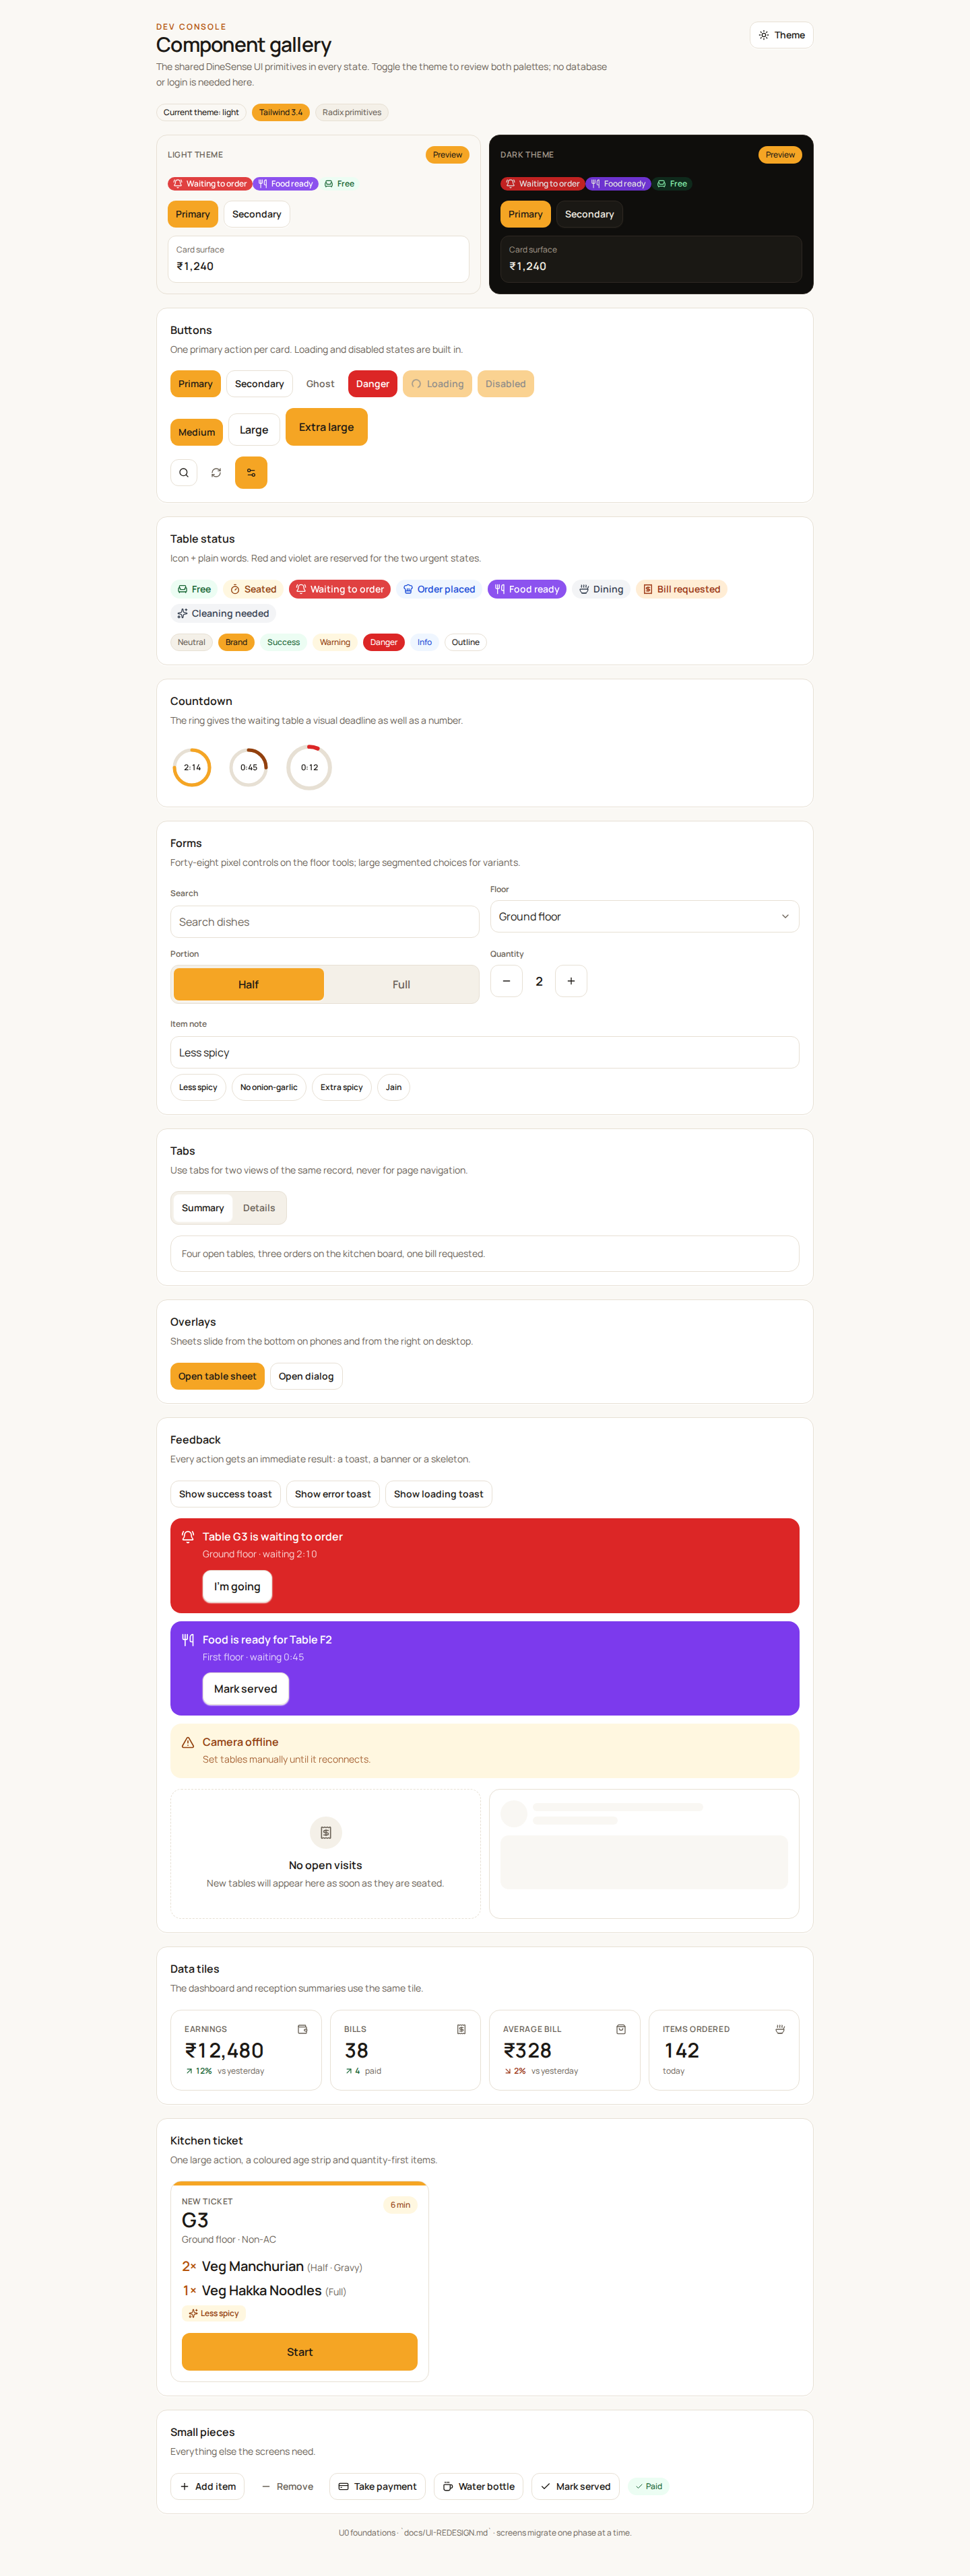 DEV CONSOLE
Component gallery
Theme
The shared DineSense UI primitives in every state. Toggle the theme to review both palettes; no database
or login is needed here.
Current theme: light Tailwind 3.4 Radix primitives
LIGHT THEME Preview
Waiting to order Food ready Free
Primary Secondary
Card surface
₹1,240
DARK THEME Preview
Waiting to order Food ready Free
Primary Secondary
Card surface
₹1,240
Buttons
One primary action per card. Loading and disabled states are built in.
Primary Secondary Ghost Danger Loading Disabled
Medium Large Extra large
Table status
Icon + plain words. Red and violet are reserved for the two urgent states.
Free Seated Waiting to order Order placed Food ready Dining Bill requested
Cleaning needed
Neutral Brand Success Warning Danger Info Outline
Countdown
The ring gives the waiting table a visual deadline as well as a number.
2:14 0:45 0:12
Forms
Forty-eight pixel controls on the floor tools; large segmented choices for variants.
Search
Search dishes
Floor
Ground floor
Portion
Half Full
Quantity
− 2 +
Item note
Less spicy
Less spicy No onion-garlic Extra spicy Jain
Tabs
Use tabs for two views of the same record, never for page navigation.
Summary Details
Four open tables, three orders on the kitchen board, one bill requested.
Overlays
Sheets slide from the bottom on phones and from the right on desktop.
Open table sheet Open dialog
Feedback
Every action gets an immediate result: a toast, a banner or a skeleton.
Show success toast Show error toast Show loading toast
Table G3 is waiting to order
Ground floor · waiting 2:10
I'm going
Food is ready for Table F2
First floor · waiting 0:45
Mark served
Camera offline
Set tables manually until it reconnects.
No open visits
New tables will appear here as soon as they are seated.
Data tiles
The dashboard and reception summaries use the same tile.
EARNINGS
₹12,480
12% vs yesterday
BILLS
38
4 paid
AVERAGE BILL
₹328
2% vs yesterday
ITEMS ORDERED
142
today
Kitchen ticket
One large action, a coloured age strip and quantity-first items.
NEW TICKET
G3
6 min
Ground floor · Non-AC
2× Veg Manchurian (Half · Gravy)
1× Veg Hakka Noodles (Full)
Less spicy
Start
Small pieces
Everything else the screens need.
Add item Remove Take payment Water bottle Mark served Paid
U0 foundations · `docs/UI-REDESIGN.md` · screens migrate one phase at a time.